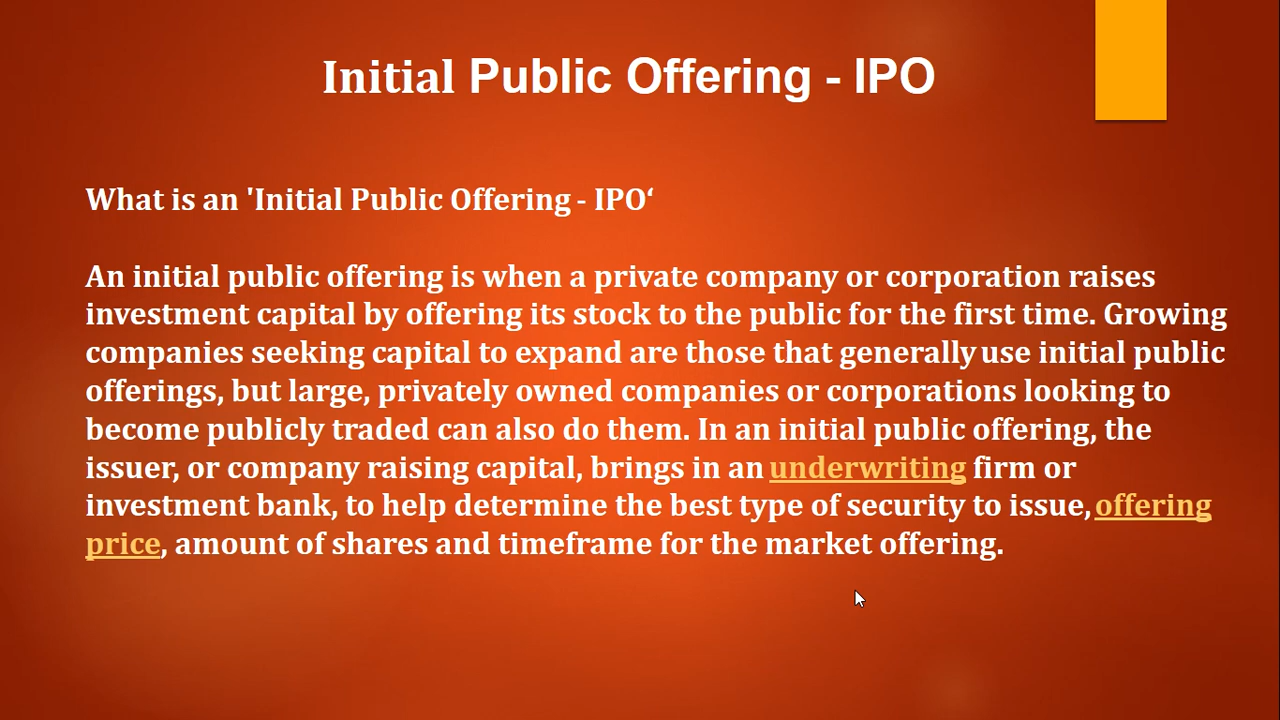 Initial Public Offering - IPO
What is an 'Initial Public Offering - IPO‘
An initial public offering is when a private company or corporation raises
investment capital by offering its stock to the public for the first time. Growing
companies seeking capital to expand are those that generally use initial public
offerings, but large, privately owned companies or corporations looking to
become publicly traded can also do them. In an initial public offering, the
issuer, or company raising capital, brings in an underwriting firm or
investment bank, to help determine the best type of security to issue, offering
price, amount of shares and timeframe for the market offering.